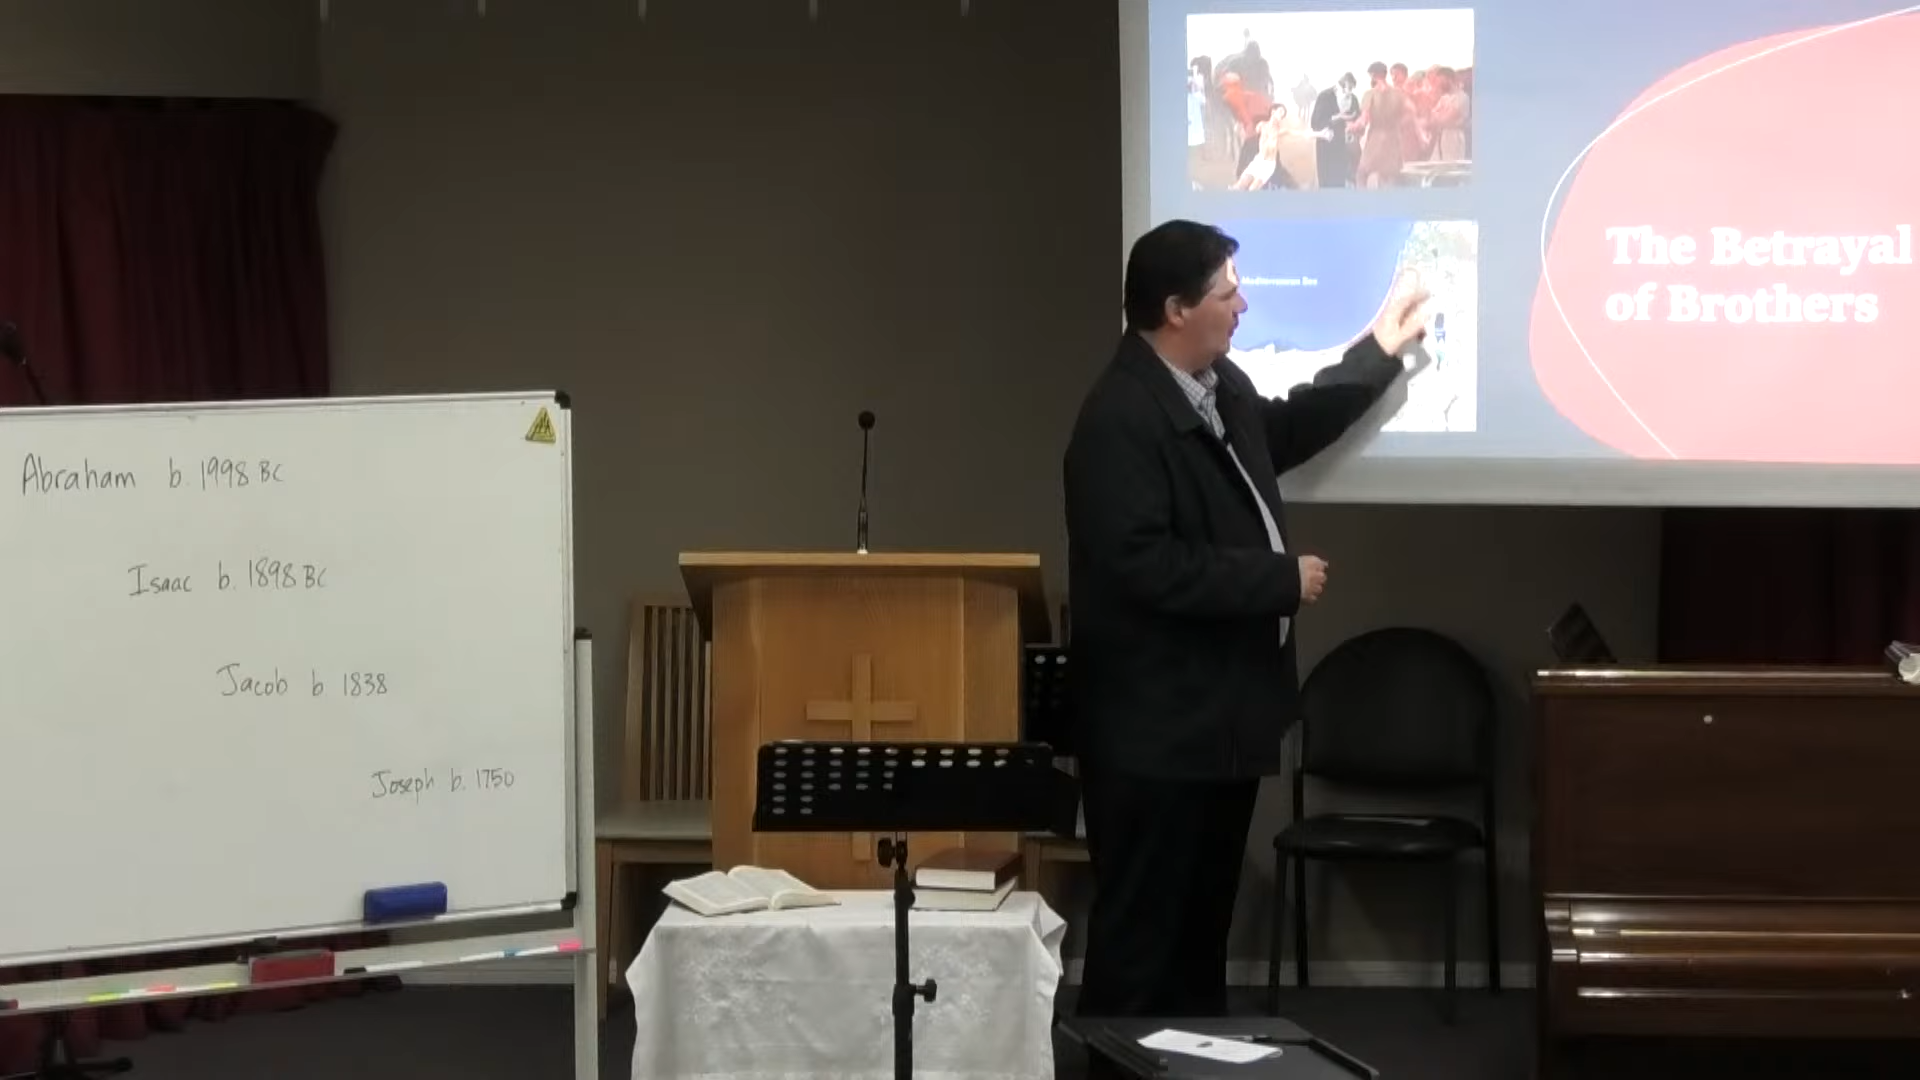 Abraham b. 1998 BC
Isaac b. 1898 BC
Jacob b 1838
Joseph b. 1750
Mediterranean Sea
The Betrayal
of Brothers